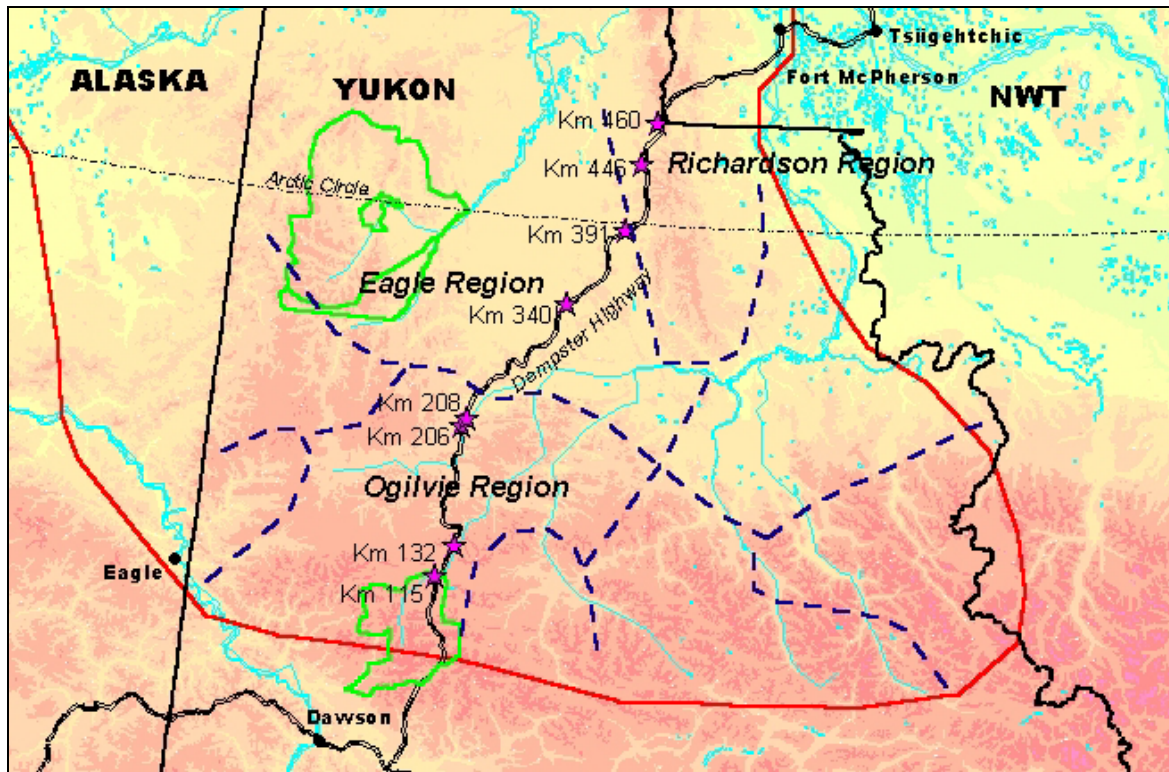 Tsiigehtchic
ALASKA
YUKON
Fort McPherson
NWT
Km 460
Km 446
Richardson Region
Arctic Circle
Km 391
Eagle Region
Km 340
Dempster Highway
Km 208
Km 206
Ogilvie Region
Km 132
Eagle
Km 115
Dawson